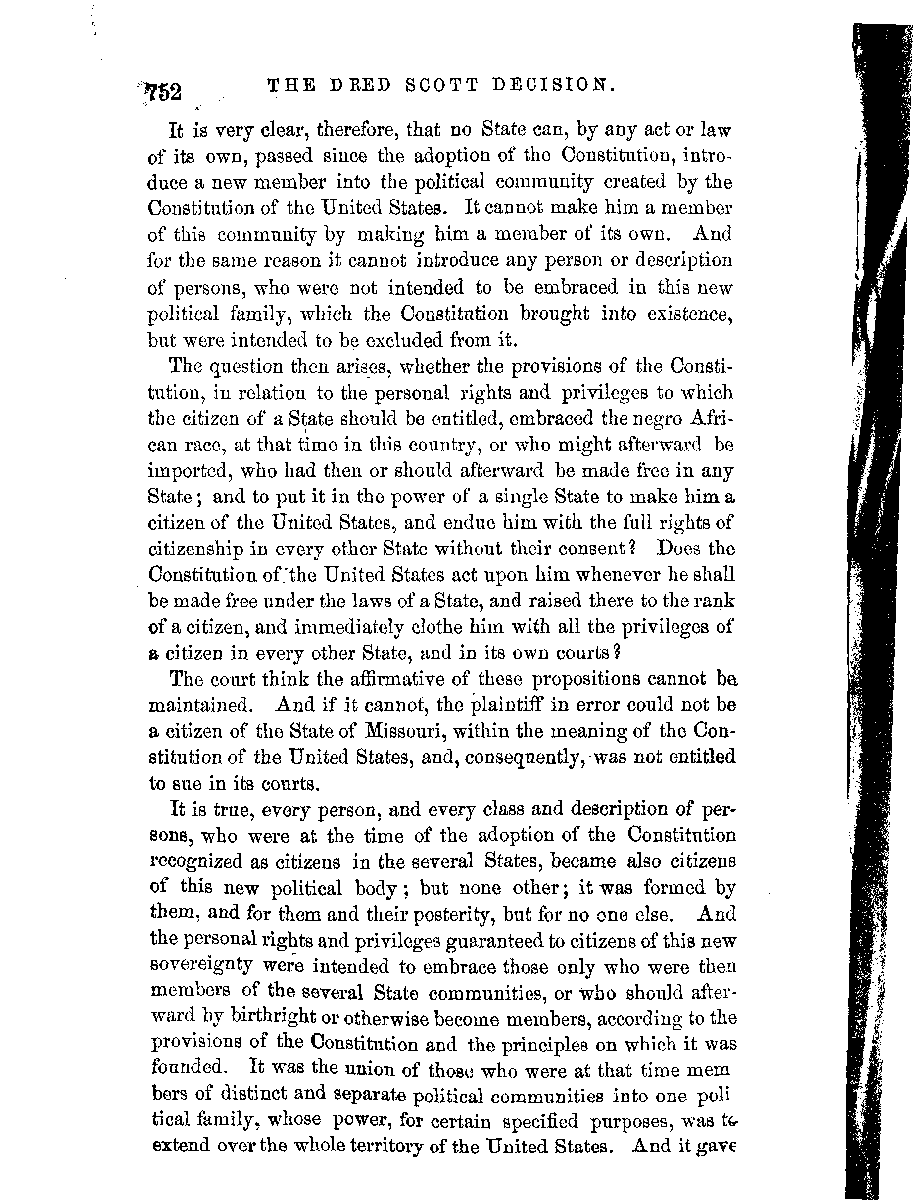 752 THE DRED SCOTT DECISION.
It is very clear, therefore, that no State can, by any act or law
of its own, passed since the adoption of the Constitution, intro-
duce a new member into the political community created by the
Constitution of the United States. It cannot make him a member
of this community by making him a member of its own. And
for the same reason it cannot introduce any person or description
of persons, who were not intended to be embraced in this new
political family, which the Constitution brought into existence,
but were intended to be excluded from it.
The question then arises, whether the provisions of the Consti-
tution, in relation to the personal rights and privileges to which
the citizen of a State should be entitled, embraced the negro Afri-
can race, at that time in this country, or who might afterward be
imported, who had then or should afterward be made free in any
State; and to put it in the power of a single State to make him a
citizen of the United States, and endue him with the full rights of
citizenship in every other State without their consent? Does the
Constitution of the United States act upon him whenever he shall
be made free under the laws of a State, and raised there to the rank
of a citizen, and immediately clothe him with all the privileges of
a citizen in every other State, and in its own courts?
The court think the affirmative of these propositions cannot be
maintained. And if it cannot, the plaintiff in error could not be
a citizen of the State of Missouri, within the meaning of the Con-
stitution of the United States, and, consequently, was not entitled
to sue in its courts.
It is true, every person, and every class and description of per-
sons, who were at the time of the adoption of the Constitution
recognized as citizens in the several States, became also citizens
of this new political body; but none other; it was formed by
them, and for them and their posterity, but for no one else. And
the personal rights and privileges guaranteed to citizens of this new
sovereignty were intended to embrace those only who were then
members of the several State communities, or who should after-
ward by birthright or otherwise become members, according to the
provisions of the Constitution and the principles on which it was
founded. It was the union of those who were at that time mem
bers of distinct and separate political communities into one poli
tical family, whose power, for certain specified purposes, was to
extend over the whole territory of the United States. And it gave